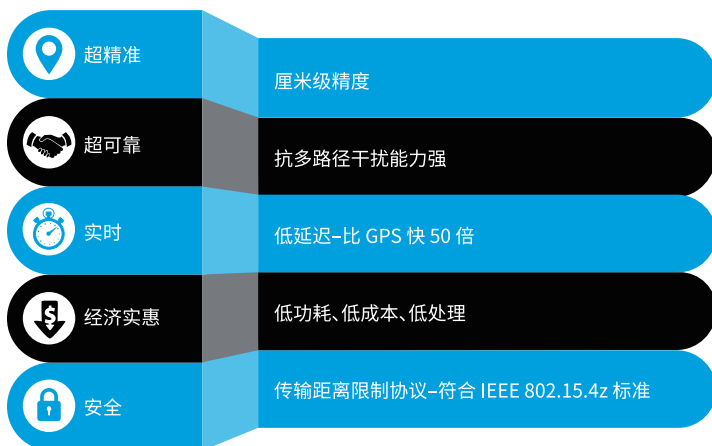 超精准
厘米级精度
超可靠
抗多路径干扰能力强
实时
低延迟–比 GPS 快 50 倍
$
经济实惠
低功耗、低成本、低处理
安全
传输距离限制协议–符合 IEEE 802.15.4z 标准